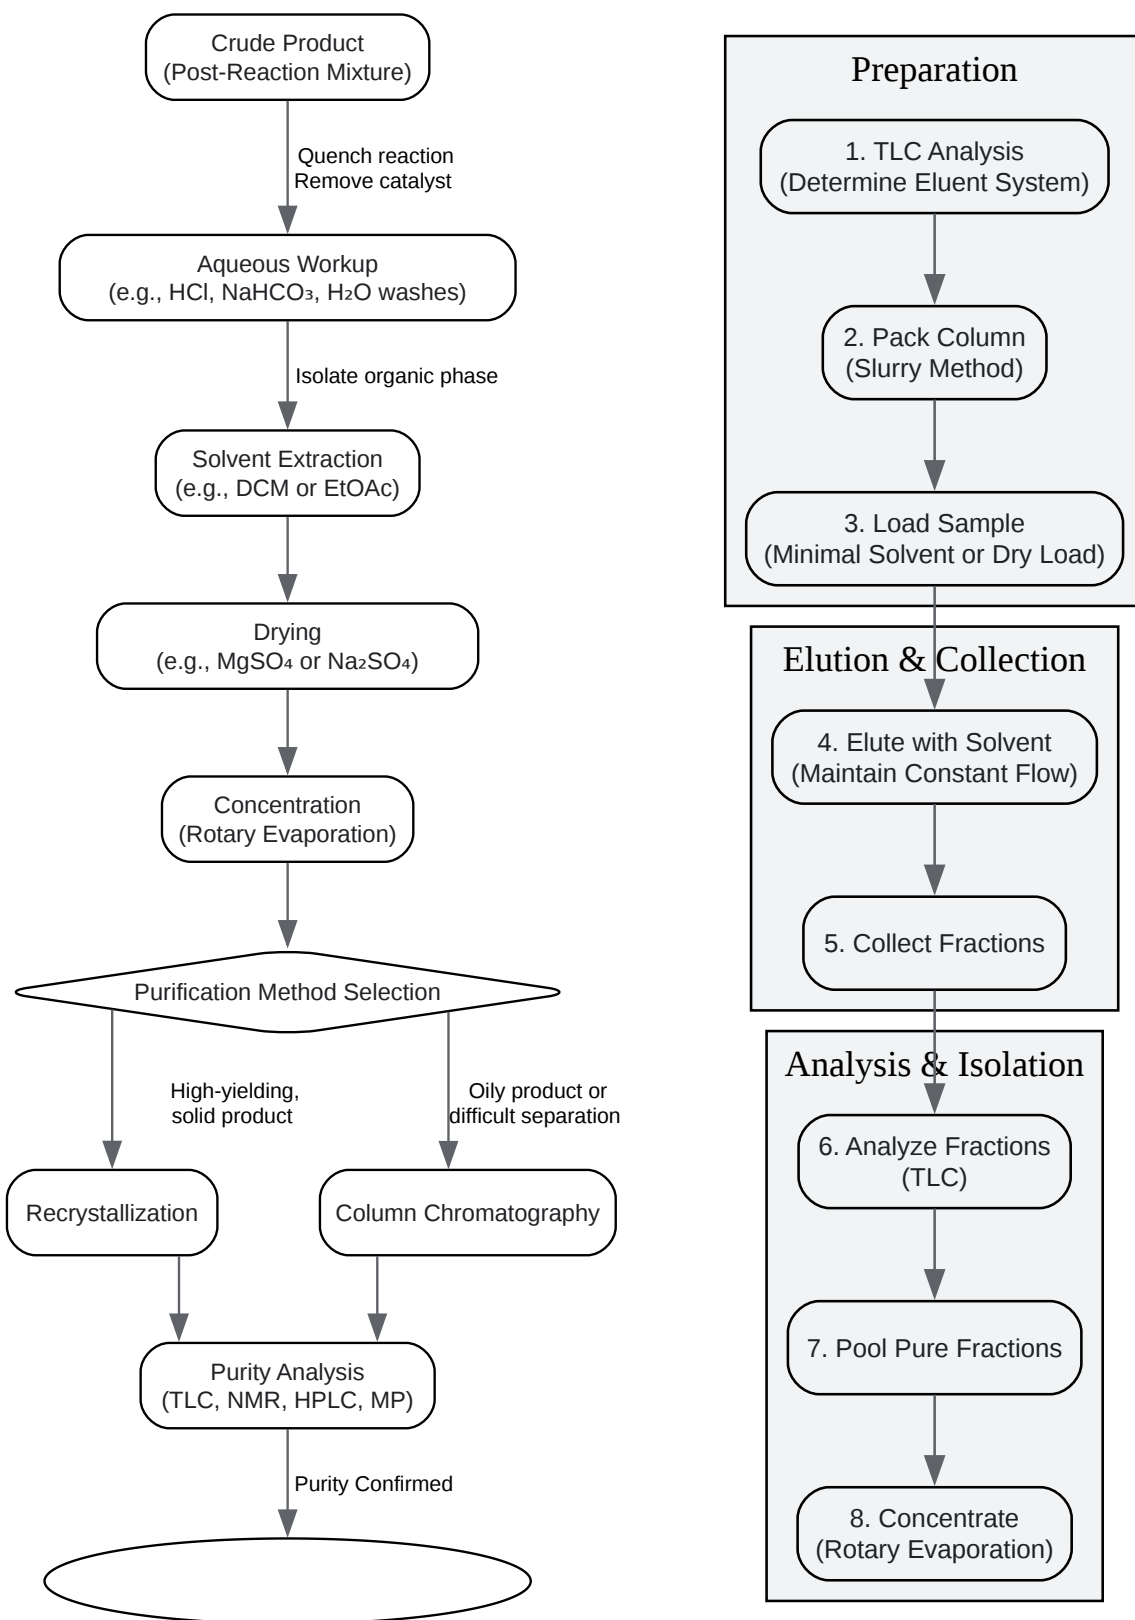 Crude Product
(Post-Reaction Mixture)
Quench reaction
Remove catalyst
Aqueous Workup
(e.g., HCl, NaHCO₃, H₂O washes)
Isolate organic phase
Solvent Extraction
(e.g., DCM or EtOAc)
Drying
(e.g., MgSO₄ or Na₂SO₄)
Concentration
(Rotary Evaporation)
Purification Method Selection
High-yielding,
solid product
Oily product or
difficult separation
Recrystallization
Column Chromatography
Purity Analysis
(TLC, NMR, HPLC, MP)
Purity Confirmed
Preparation
1. TLC Analysis
(Determine Eluent System)
2. Pack Column
(Slurry Method)
3. Load Sample
(Minimal Solvent or Dry Load)
Elution & Collection
4. Elute with Solvent
(Maintain Constant Flow)
5. Collect Fractions
Analysis & Isolation
6. Analyze Fractions
(TLC)
7. Pool Pure Fractions
8. Concentrate
(Rotary Evaporation)